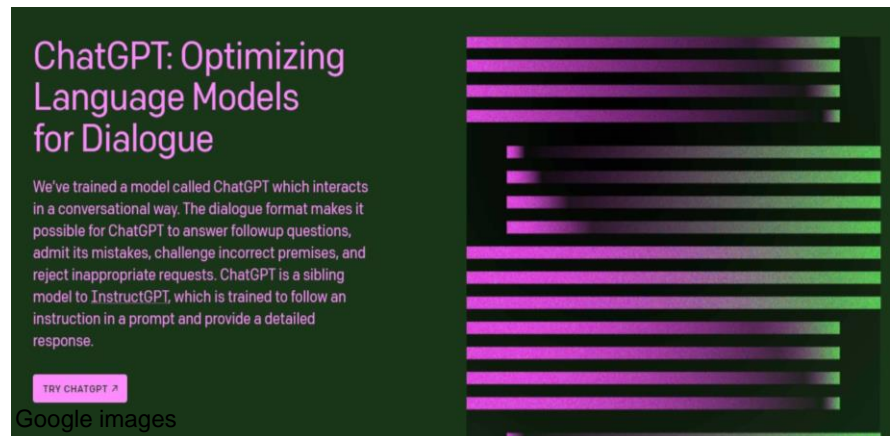 ChatGPT: Optimizing
Language Models
for Dialogue
We've trained a model called ChatGPT which interacts
in a conversational way. The dialogue format makes it
possible for ChatGPT to answer followup questions,
admit its mistakes, challenge incorrect premises, and
reject inappropriate requests. ChatGPT is a sibling
model to InstructGPT, which is trained to follow an
instruction in a prompt and provide a detailed
response.
TRY CHATGPT ↗
Google images